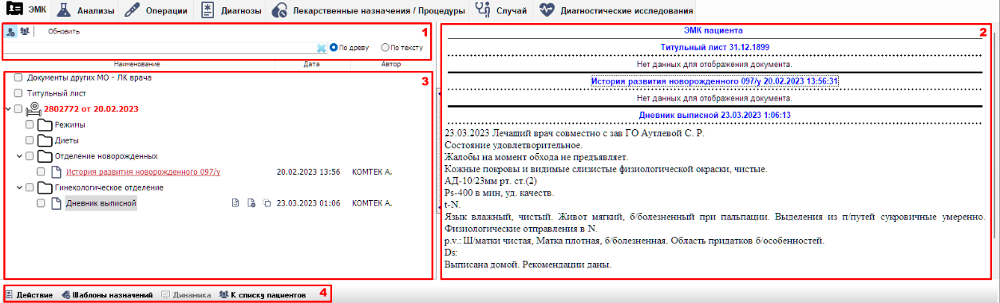 ЭМК Анализы Операции Диагнозы Лекарственные назначения / Процедуры Случай Диагностические исследования
Обновить
1
По древу По тексту
Наименование Дата Автор
3
Документы других МО - ЛК врача
Титульный лист
2802772 от 20.02.2023
Режимы
Диеты
Отделение новорожденных
История развития новорожденного 097/у 20.02.2023 13:56 КОМТЕК А.
Гинекологическое отделение
Дневник выписной 23.03.2023 01:06 КОМТЕК А.
ЭМК пациента
2
Титульный лист 31.12.1899
Нет данных для отображения документа.
История развития новорожденного 097/у 20.02.2023 13:56:31
Нет данных для отображения документа.
Дневник выписной 23.03.2023 1:06:13
23.03.2023 Лечащий врач совместно с зав ГО Аутлевой С. Р.
Состояние удовлетворительное.
Жалобы на момент обхода не предъявляет.
Кожные покровы и видимые слизистые физиологической окраски, чистые.
АД-10/23мм рт. ст.(2)
Ps-400 в мин, уд. качеств.
t-N.
Язык влажный, чистый. Живот мягкий, б/болезненный при пальпации. Выделения из п/путей сукровичные умеренно.
Физиологические отправления в N.
p.v.: Ш/матки чистая, Матка плотная, б/болезненная. Область придатков б/особенностей.
Ds:
Выписана домой. Рекомендации даны.
Действие Шаблоны назначений Динамика К списку пациентов 4